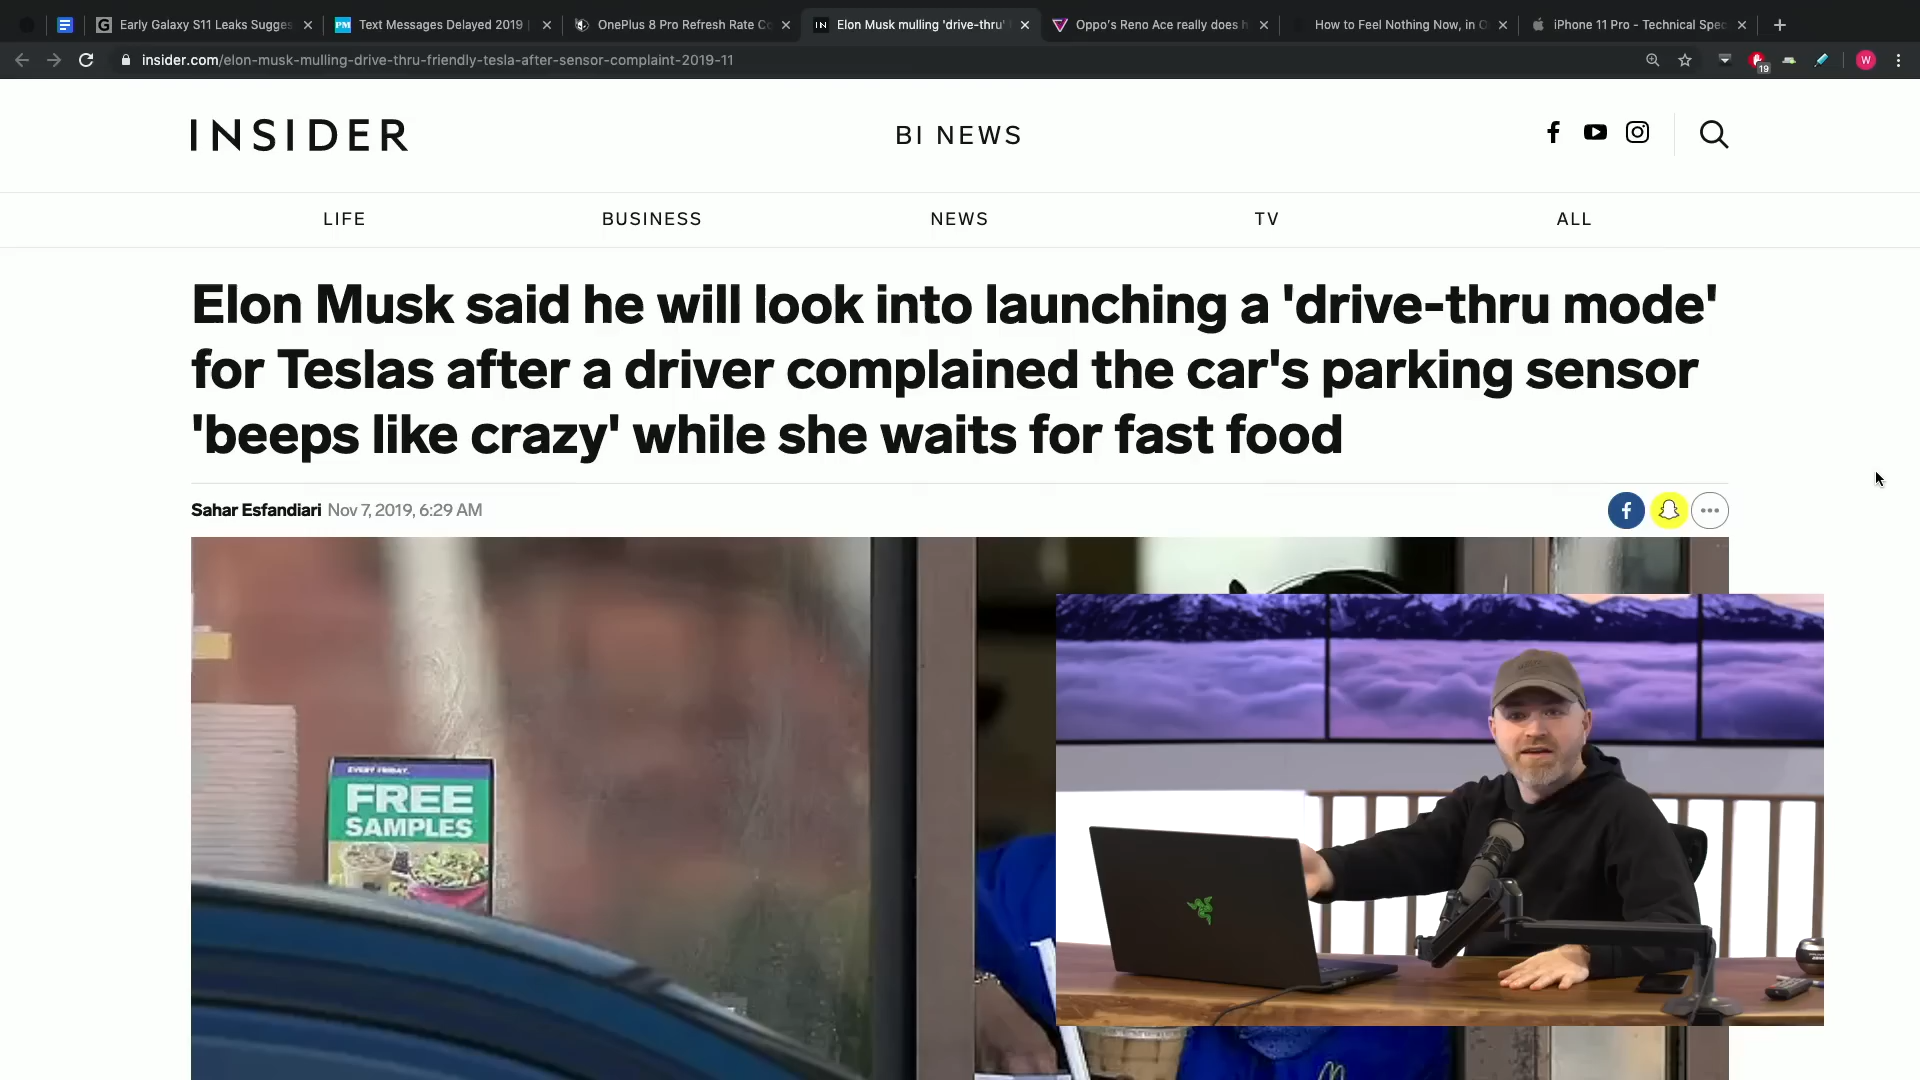 Early Galaxy S11 Leaks Sugges
Text Messages Delayed 2019 |
OnePlus 8 Pro Refresh Rate Co
Elon Musk mulling 'drive-thru'
Oppo's Reno Ace really does h
How to Feel Nothing Now, in O
iPhone 11 Pro - Technical Spec
insider.com/elon-musk-mulling-drive-thru-friendly-tesla-after-sensor-complaint-2019-11
19
W
INSIDER
BI NEWS
LIFE
BUSINESS
NEWS
TV
ALL
Elon Musk said he will look into launching a 'drive-thru mode'
for Teslas after a driver complained the car's parking sensor
'beeps like crazy' while she waits for fast food
Sahar Esfandiari Nov 7, 2019, 6:29 AM
EVERY FRIDAY.
FREE
SAMPLES